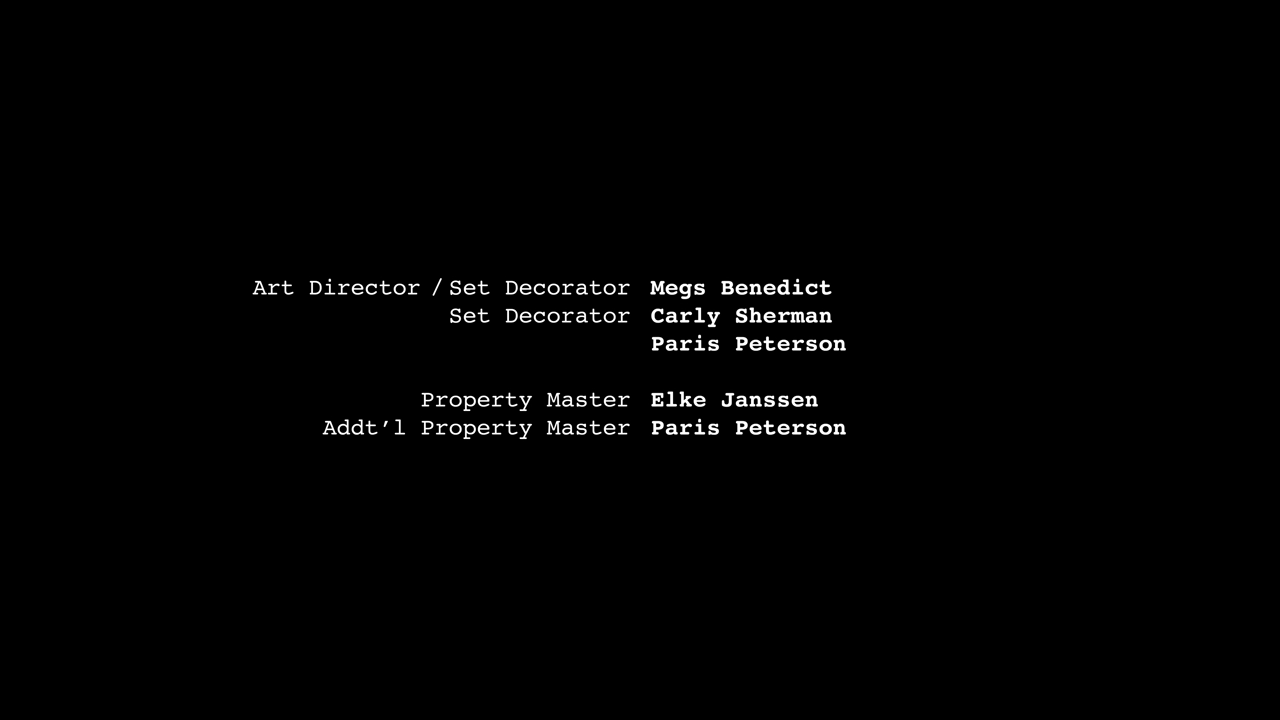 Art Director / Set Decorator Megs Benedict
Set Decorator Carly Sherman
Paris Peterson
Property Master Elke Janssen
Addt’l Property Master Paris Peterson